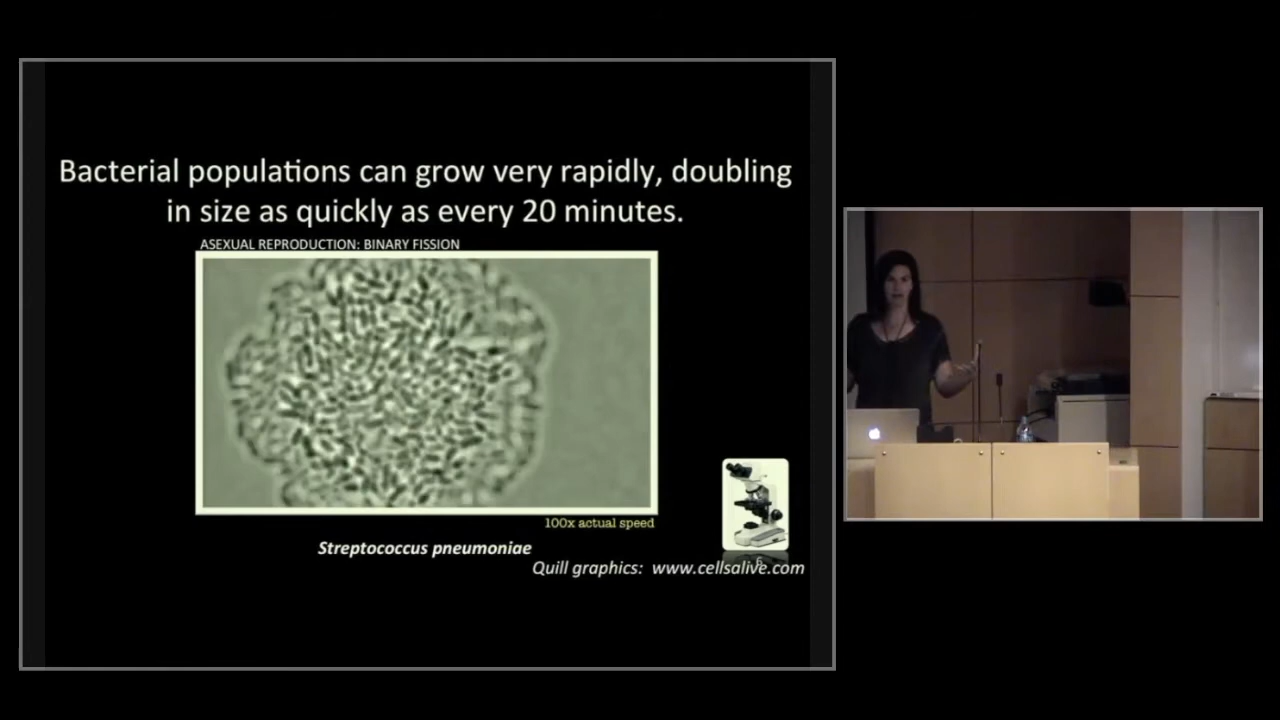 Bacterial populations can grow very rapidly, doubling
in size as quickly as every 20 minutes.
ASEXUAL REPRODUCTION: BINARY FISSION
100x actual speed
Streptococcus pneumoniae
6
Quill graphics: www.cellsalive.com